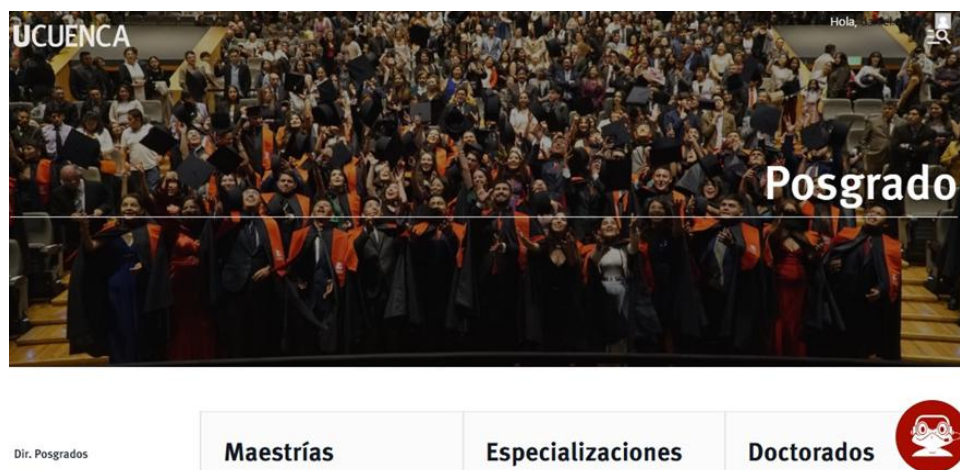 UCUENCA
Hola,
Posgrado
Dir. Posgrados
Maestrías
Especializaciones
Doctorados